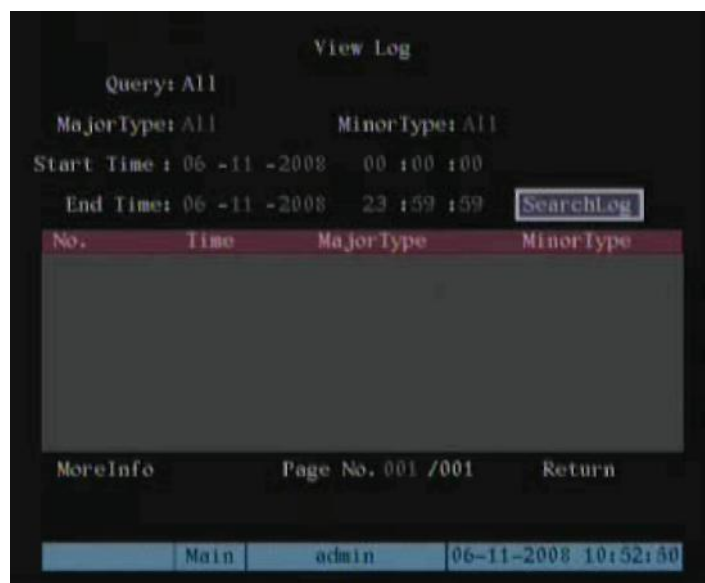 View Log
Query: All
MajorType: All MinorType: All
Start Time : 06 -11 -2008 00 :00 :00
End Time: 06 -11 -2008 23 :59 :59 SearchLog
No. Time MajorType MinorType
MoreInfo Page No. 001 /001 Return
Main admin 06-11-2008 10:52:50